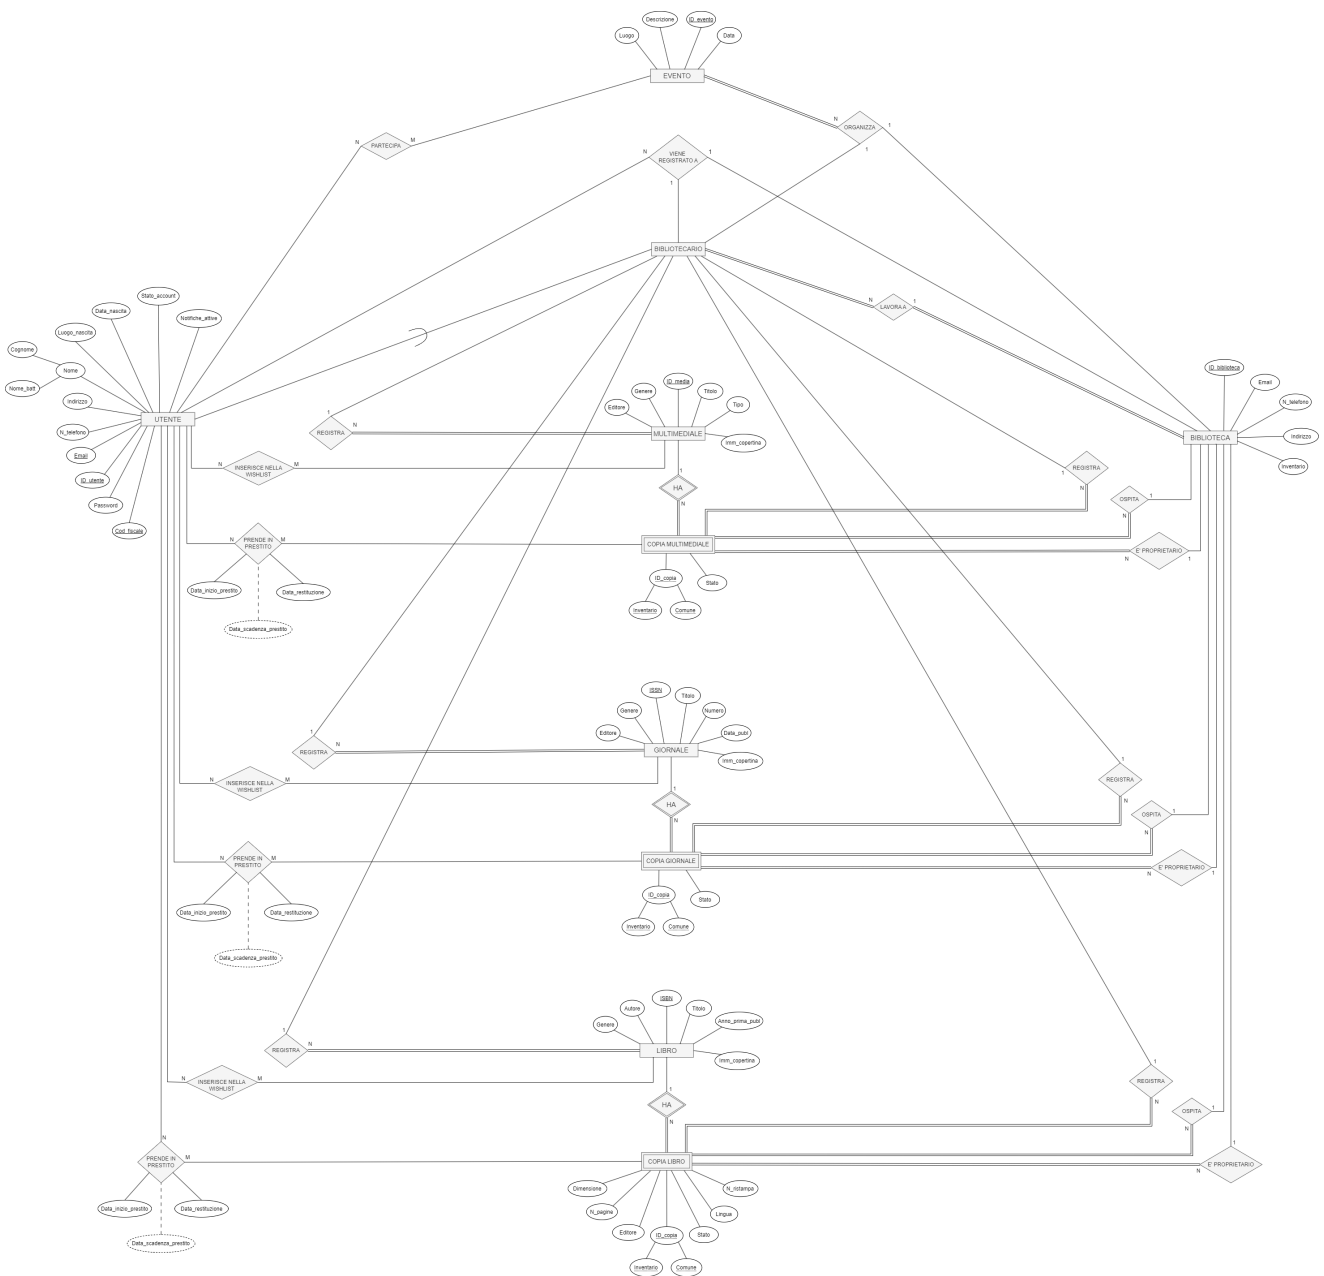 Descrizione
ID_evento
Luogo
Data
EVENTO
N
ORGANIZZA
1
1
N
PARTECIPA
M
N
VIENE
REGISTRATO A
1
1
BIBLIOTECARIO
N
LAVORA A
1
Stato_account
Data_nascita
Notifiche_attive
Luogo_nascita
Cognome
Nome
Nome_batt
Indirizzo
UTENTE
N_telefono
Email
ID_utente
Password
Cod_fiscale
ID_biblioteca
Email
N_telefono
Indirizzo
Inventario
BIBLIOTECA
ID_media
Genere
Titolo
Editore
Tipo
MULTIMEDIALE
Imm_copertina
1
REGISTRA
N
N
INSERISCE NELLA
WISHLIST
M
1
HA
N
REGISTRA
1
N
OSPITA
1
N
COPIA MULTIMEDIALE
E' PROPRIETARIO
N
1
N
PRENDE IN
PRESTITO
M
Data_inizio_prestito
Data_restituzione
Data_scadenza_prestito
ID_copia
Stato
Inventario
Comune
ISSN
Titolo
Genere
Numero
Editore
Data_publ
GIORNALE
Imm_copertina
1
REGISTRA
N
N
INSERISCE NELLA
WISHLIST
M
1
HA
N
1
REGISTRA
N
OSPITA
1
N
COPIA GIORNALE
E' PROPRIETARIO
N
1
N
PRENDE IN
PRESTITO
M
Data_inizio_prestito
Data_restituzione
Data_scadenza_prestito
ID_copia
Stato
Inventario
Comune
ISBN
Autore
Titolo
Genere
Anno_prima_publ
LIBRO
Imm_copertina
1
REGISTRA
N
N
INSERISCE NELLA
WISHLIST
M
1
HA
N
1
REGISTRA
N
OSPITA
1
N
COPIA LIBRO
1
E' PROPRIETARIO
N
N
PRENDE IN
PRESTITO
M
Data_inizio_prestito
Data_restituzione
Data_scadenza_prestito
Dimensione
N_ristampa
N_pagine
Lingua
Editore
ID_copia
Stato
Inventario
Comune